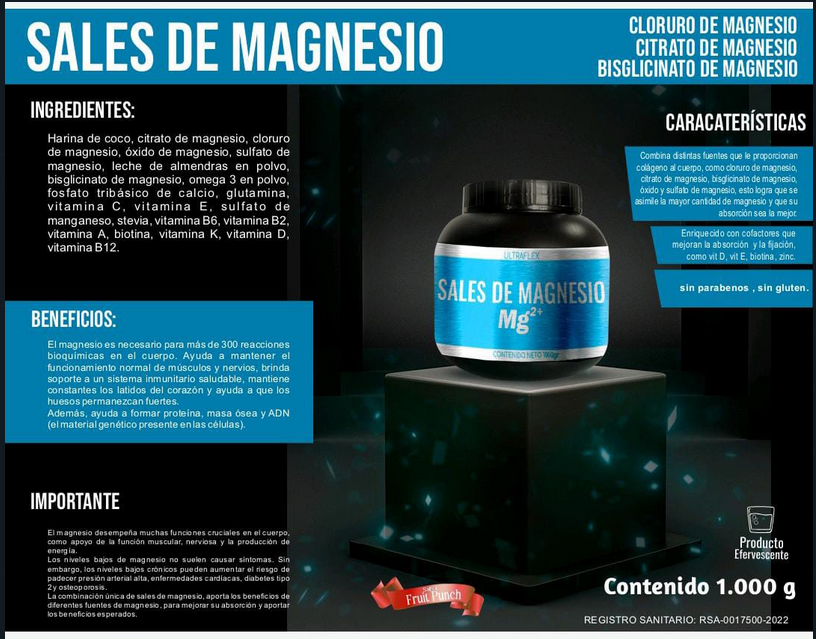 SALES DE MAGNESIO
CLORURO DE MAGNESIO
CITRATO DE MAGNESIO
BISGLICINATO DE MAGNESIO
INGREDIENTES:
Harina de coco, citrato de magnesio, cloruro
de magnesio, óxido de magnesio, sulfato de
magnesio, leche de almendras en polvo,
bisglicinato de magnesio, omega 3 en polvo,
fosfato tribásico de calcio, glutamina,
vitamina C, vitamina E, sulfato de
manganeso, stevia, vitamina B6, vitamina B2,
vitamina A, biotina, vitamina K, vitamina D,
vitamina B12.
BENEFICIOS:
El magnesio es necesario para más de 300 reacciones
bioquímicas en el cuerpo. Ayuda a mantener el
funcionamiento normal de músculos y nervios, brinda
soporte a un sistema inmunitario saludable, mantiene
constantes los latidos del corazón y ayuda a que los
huesos permanezcan fuertes.
Además, ayuda a formar proteína, masa ósea y ADN
(el material genético presente en las células).
IMPORTANTE
El magnesio desempeña muchas funciones cruciales en el cuerpo,
como apoyo de la función muscular, nerviosa y la producción de
energía.
Los niveles bajos de magnesio no suelen causar síntomas. Sin
embargo, los niveles bajos crónicos pueden aumentar el riesgo de
padecer presión arterial alta, enfermedades cardíacas, diabetes tipo
2 y osteoporosis.
La combinación única de sales de magnesio, aporta los beneficios de
diferentes fuentes de magnesio, para mejorar su absorción y aportar
los beneficios esperados.
CARACATERÍSTICAS
Combina distintas fuentes que le proporcionan
colágeno al cuerpo, como cloruro de magnesio,
citrato de magnesio, bisglicinato de magnesio,
óxido y sulfato de magnesio, esto logra que se
asimile la mayor cantidad de magnesio y que su
absorción sea la mejor.
Enriquecido con cofactores que
mejoran la absorción y la fijación,
como vit D, vit E, biotina, zinc.
sin parabenos , sin gluten.
ULTRAFLEX
SALES DE MAGNESIO
Mg2+
CONTENIDO NETO 1000gr
Producto
Efervescente
Fruit Punch
Contenido 1.000 g
REGISTRO SANITARIO: RSA-0017500-2022